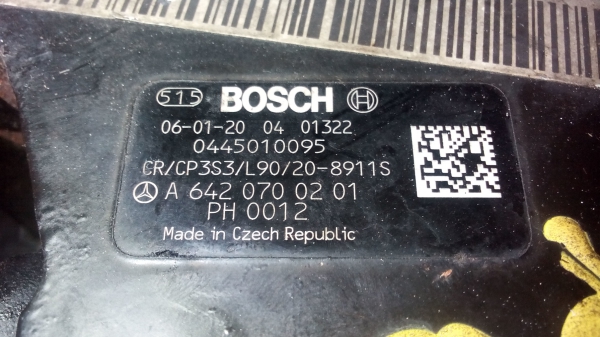 515 BOSCH
06-01-20 04 01322
0445010095
CR/CP3S3/L90/20-8911S
A 642 070 02 01
PH 0012
Made in Czech Republic